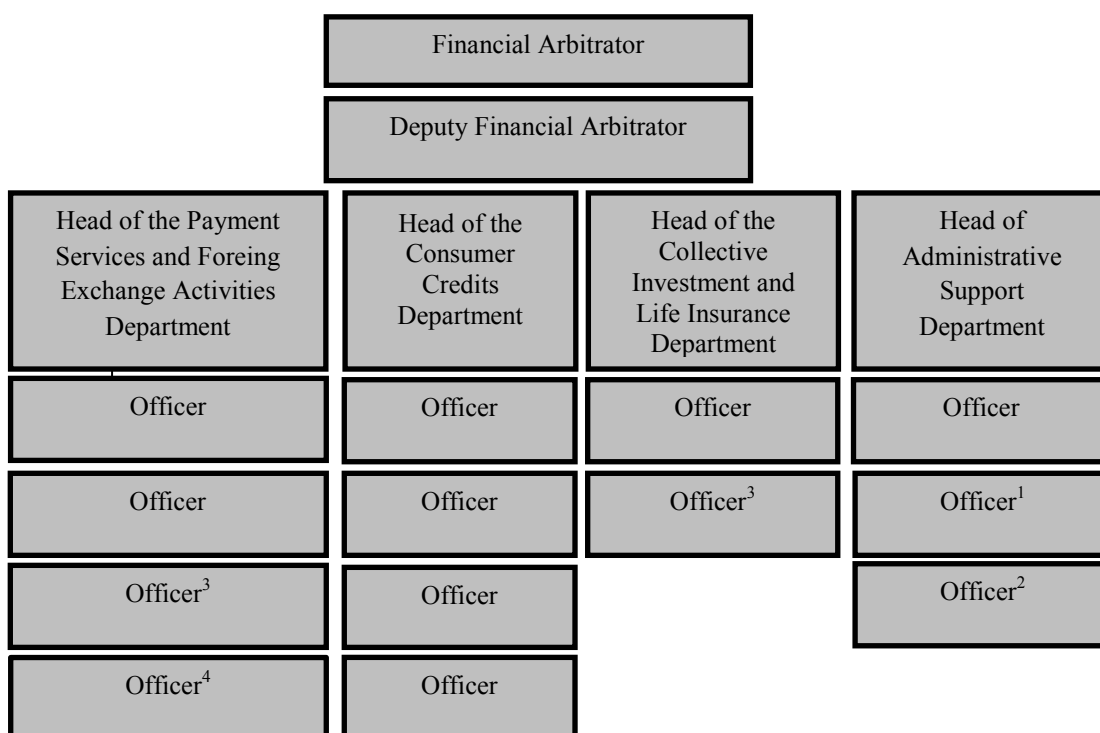 Financial Arbitrator
Deputy Financial Arbitrator
Head of the Payment
Services and Foreing
Exchange Activities
Department
Head of the
Consumer
Credits
Department
Head of the
Collective
Investment and
Life Insurance
Department
Head of
Administrative
Support
Department
Officer
Officer
Officer
Officer
Officer
Officer
Officer³
Officer¹
Officer³
Officer
Officer²
Officer⁴
Officer